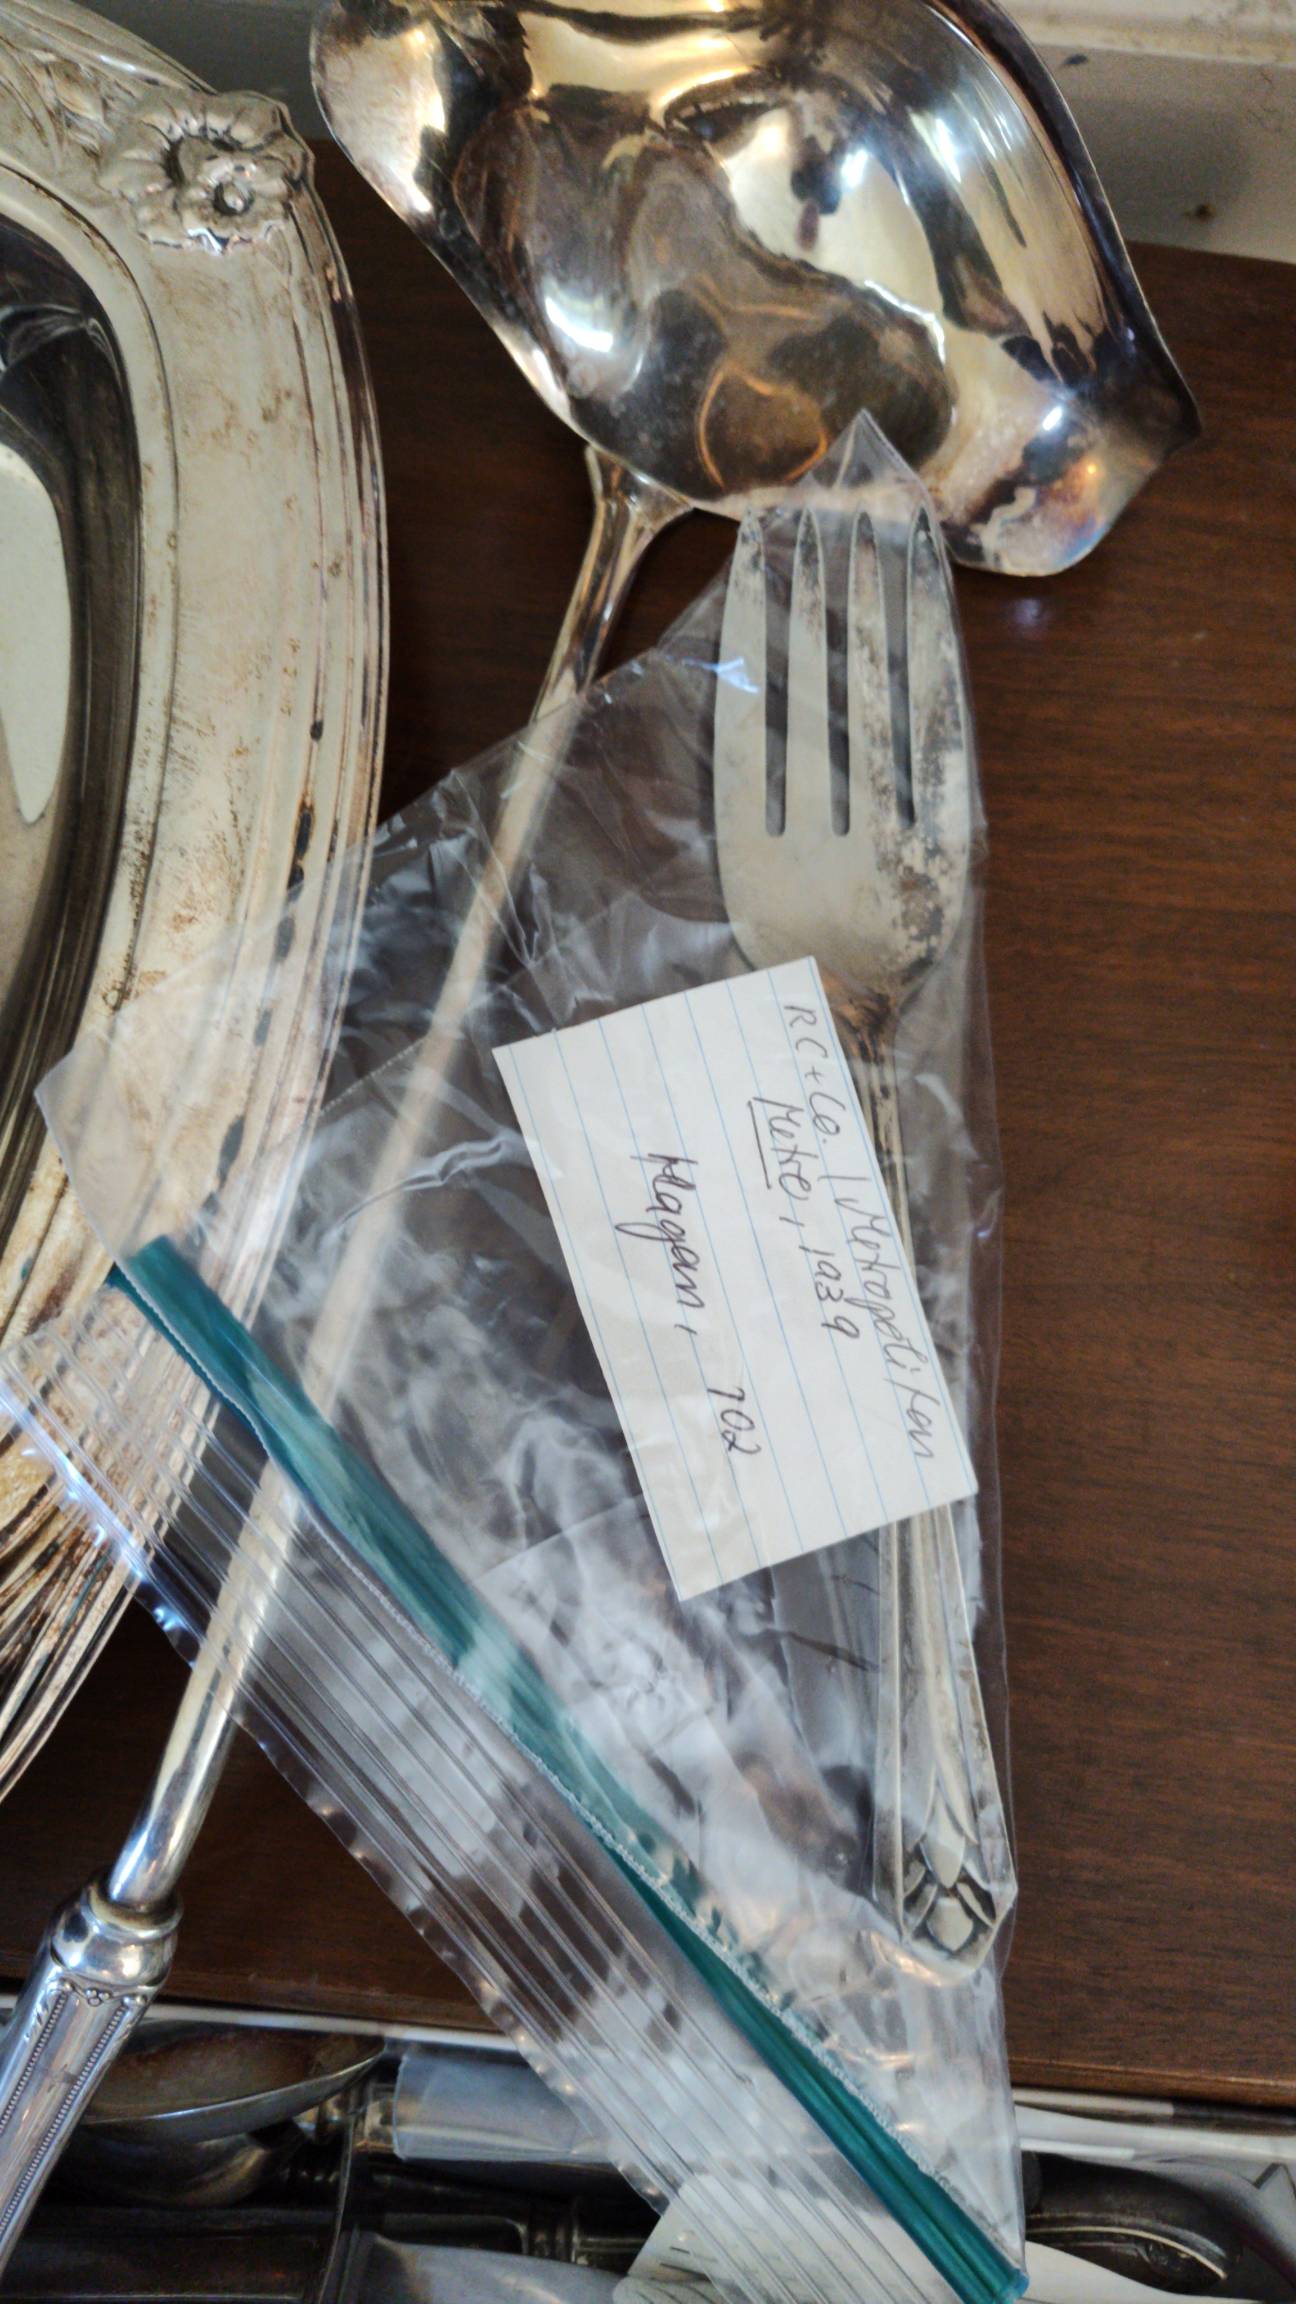 RC+Co. | Metropolitan
Metro, 1939
Hagan, 702